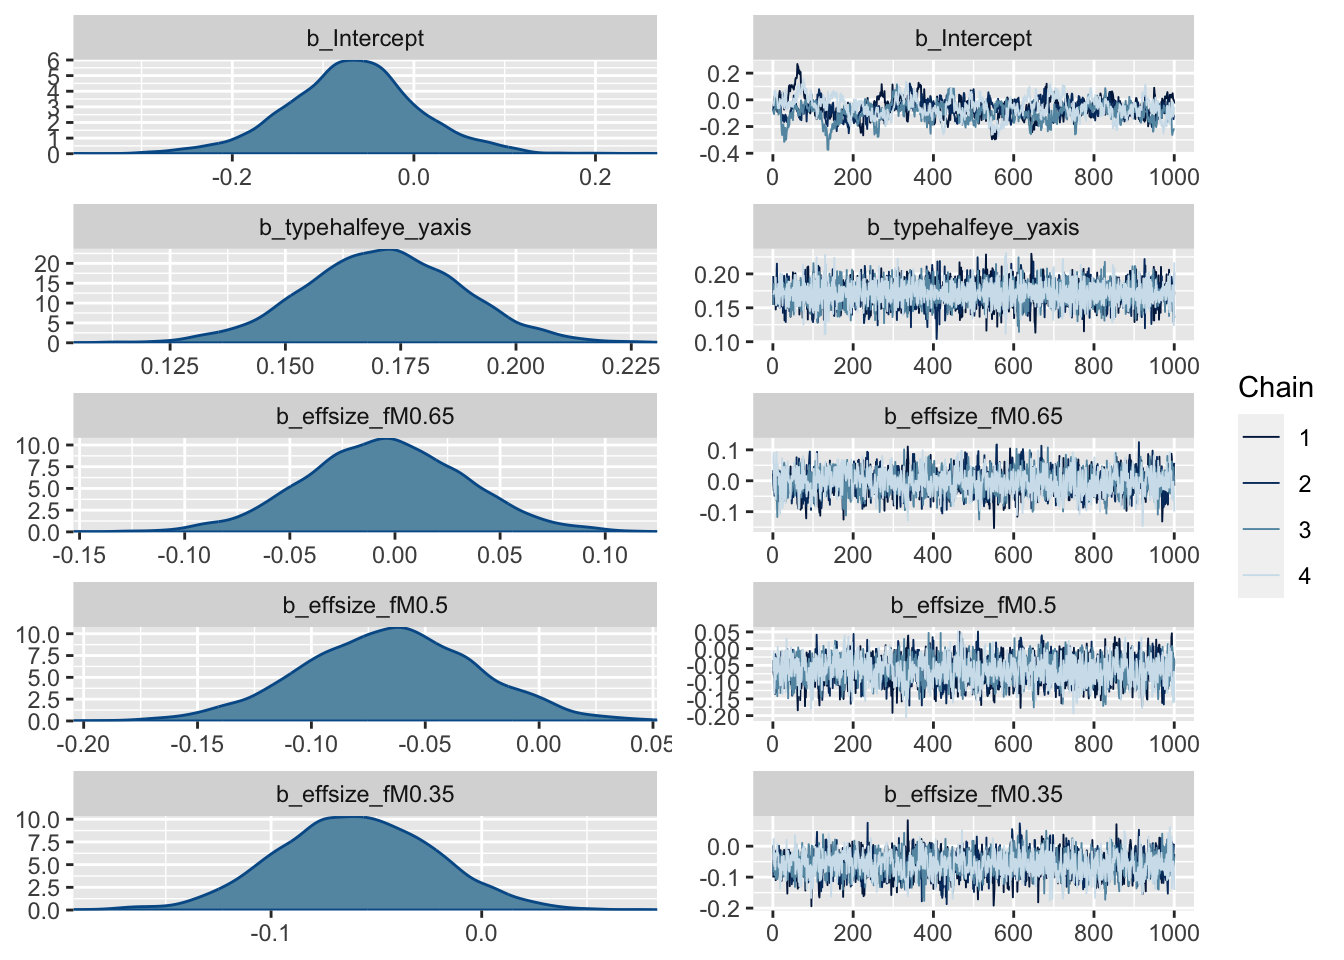 b_Intercept
b_Intercept
6
5
4
3
2
1
0
-0.2 0.0 0.2
0.2
0.0
-0.2
-0.4
0 200 400 600 800 1000
b_typehalfeye_yaxis
b_typehalfeye_yaxis
20
15
10
5
0
0.125 0.150 0.175 0.200 0.225
0.20
0.15
0.10
0 200 400 600 800 1000
b_effsize_fM0.65
b_effsize_fM0.65
10.0
7.5
5.0
2.5
0.0
-0.15 -0.10 -0.05 0.00 0.05 0.10
0.1
0.0
-0.1
0 200 400 600 800 1000
b_effsize_fM0.5
b_effsize_fM0.5
10.0
7.5
5.0
2.5
0.0
-0.20 -0.15 -0.10 -0.05 0.00 0.05
0.05
0.00
-0.05
-0.10
-0.15
-0.20
0 200 400 600 800 1000
b_effsize_fM0.35
b_effsize_fM0.35
10.0
7.5
5.0
2.5
0.0
-0.1 0.0
0.0
-0.1
-0.2
0 200 400 600 800 1000
Chain
1
2
3
4